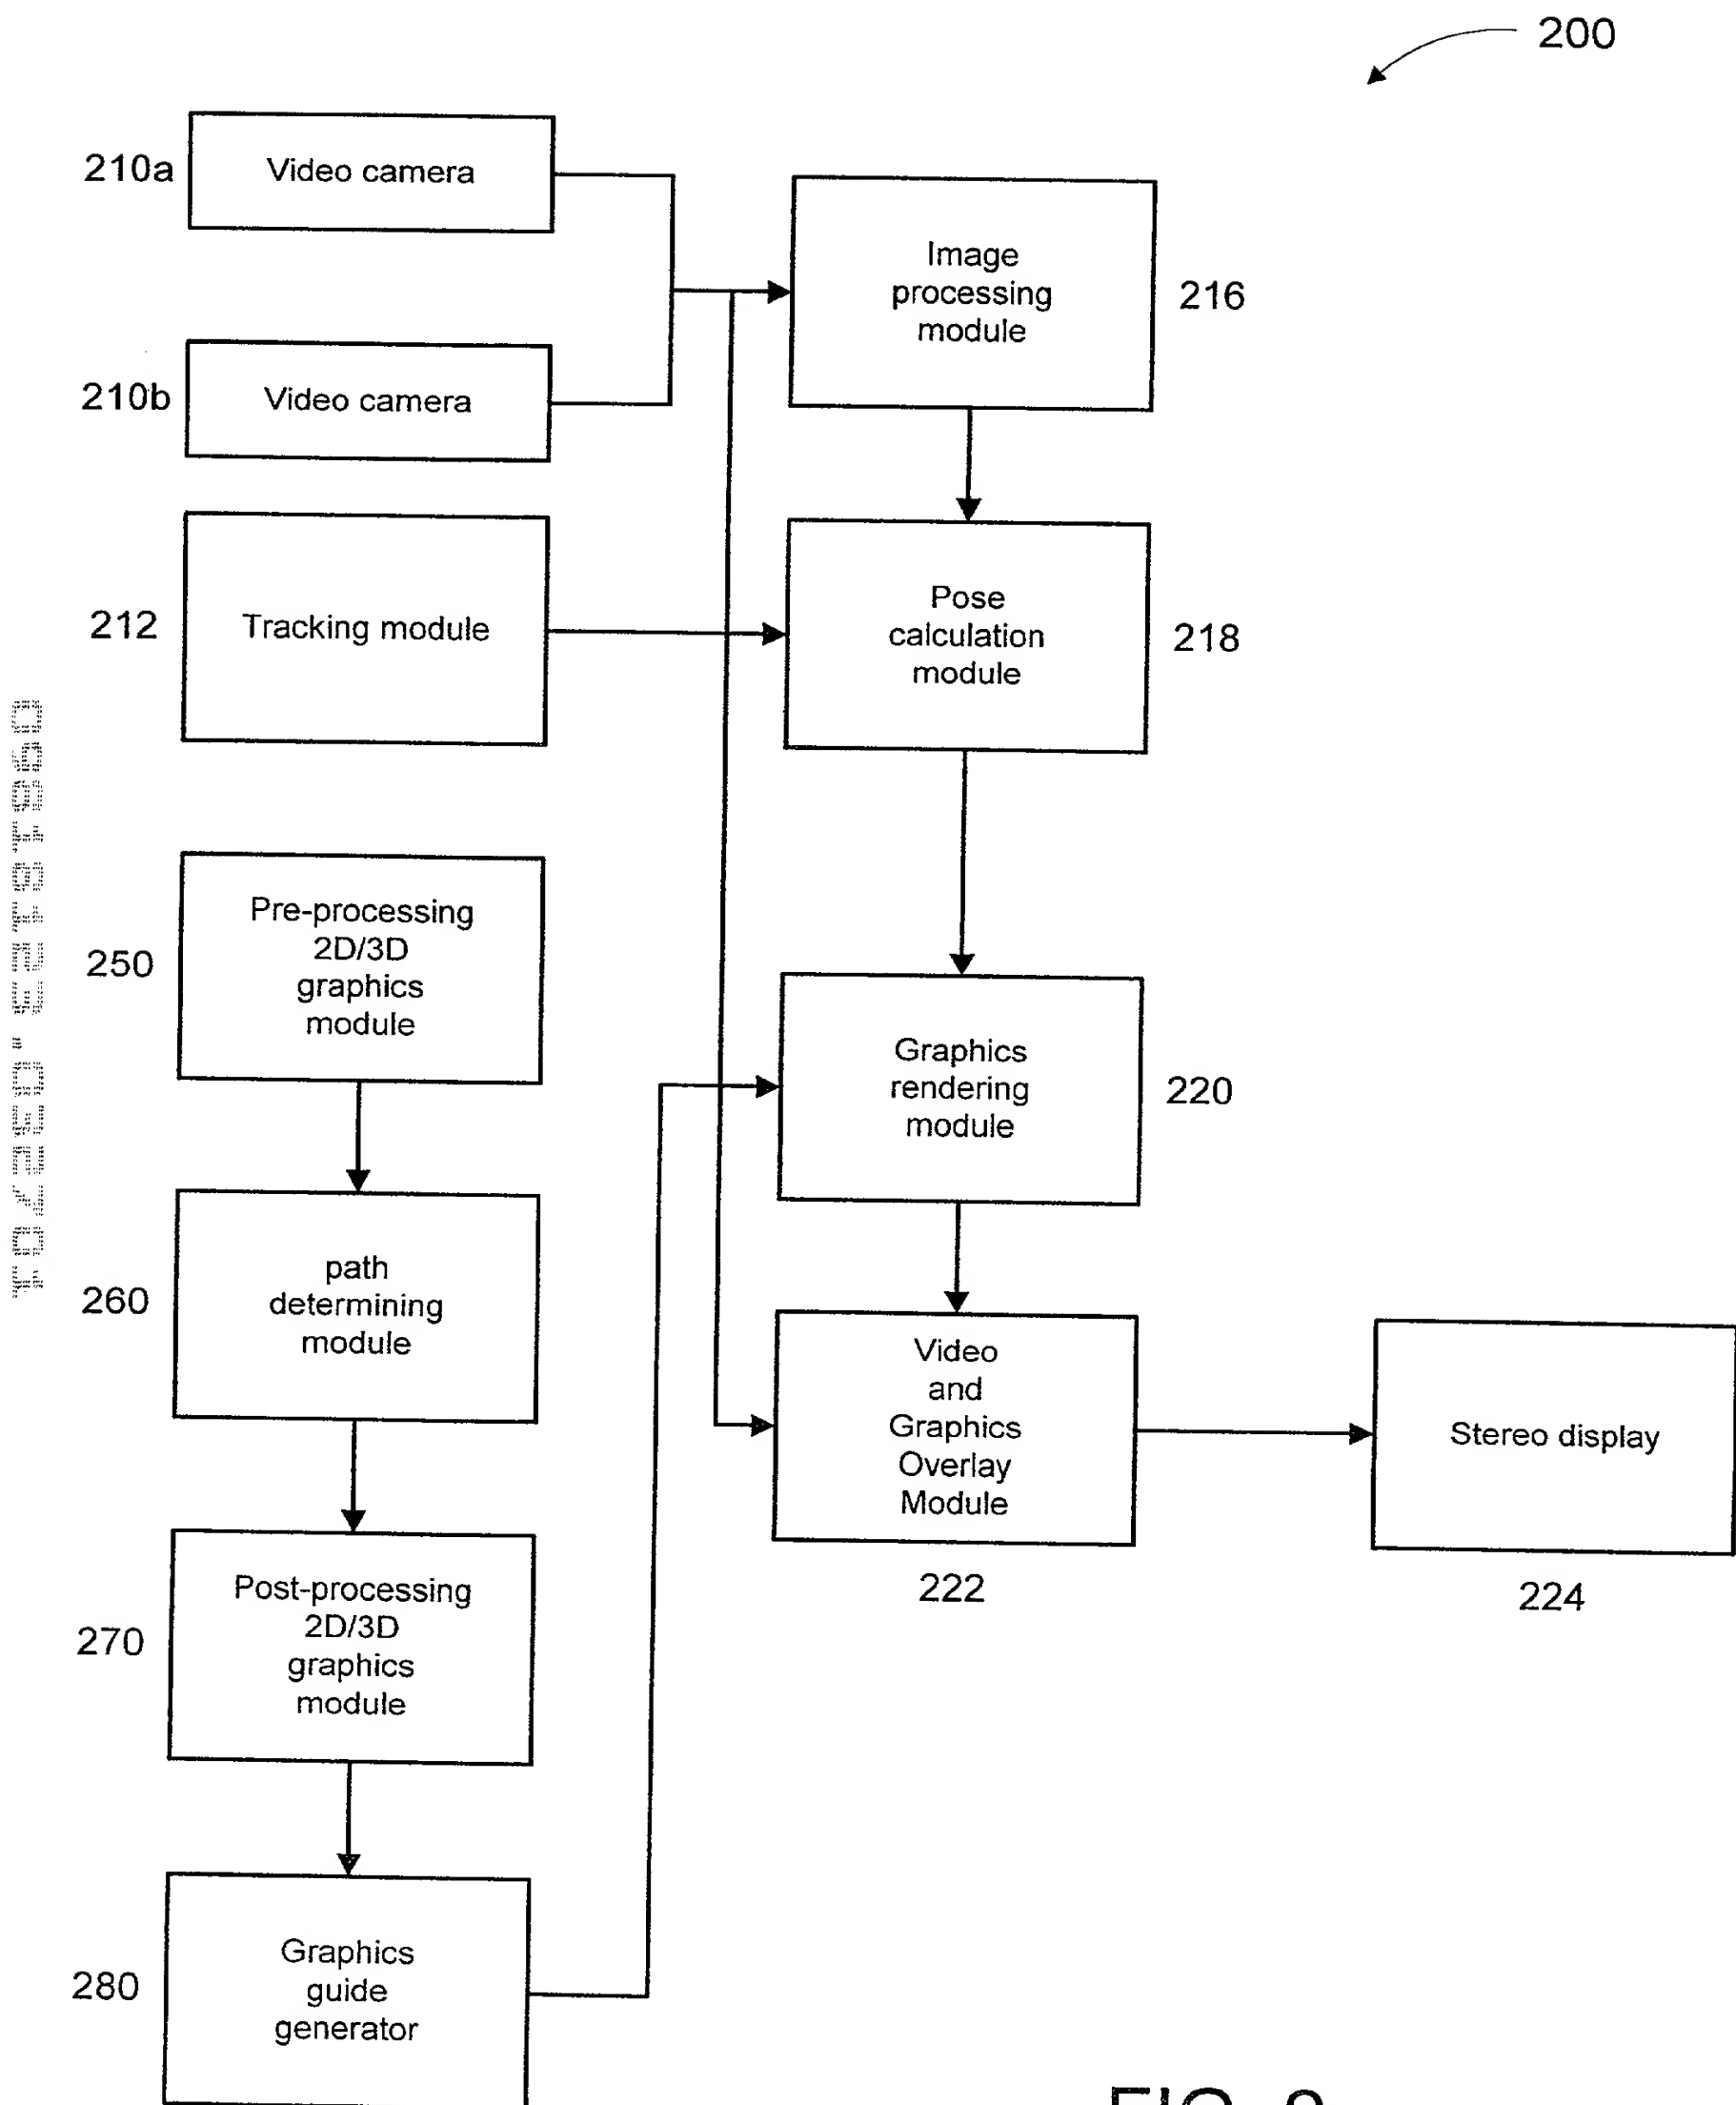 200
210a
Video camera
Image
processing
module
216
210b
Video camera
212
Tracking module
Pose
calculation
module
218
250
Pre-processing
2D/3D
graphics
module
Graphics
rendering
module
220
260
path
determining
module
Video
and
Graphics
Overlay
Module
222
Stereo display
224
270
Post-processing
2D/3D
graphics
module
280
Graphics
guide
generator
FIG.